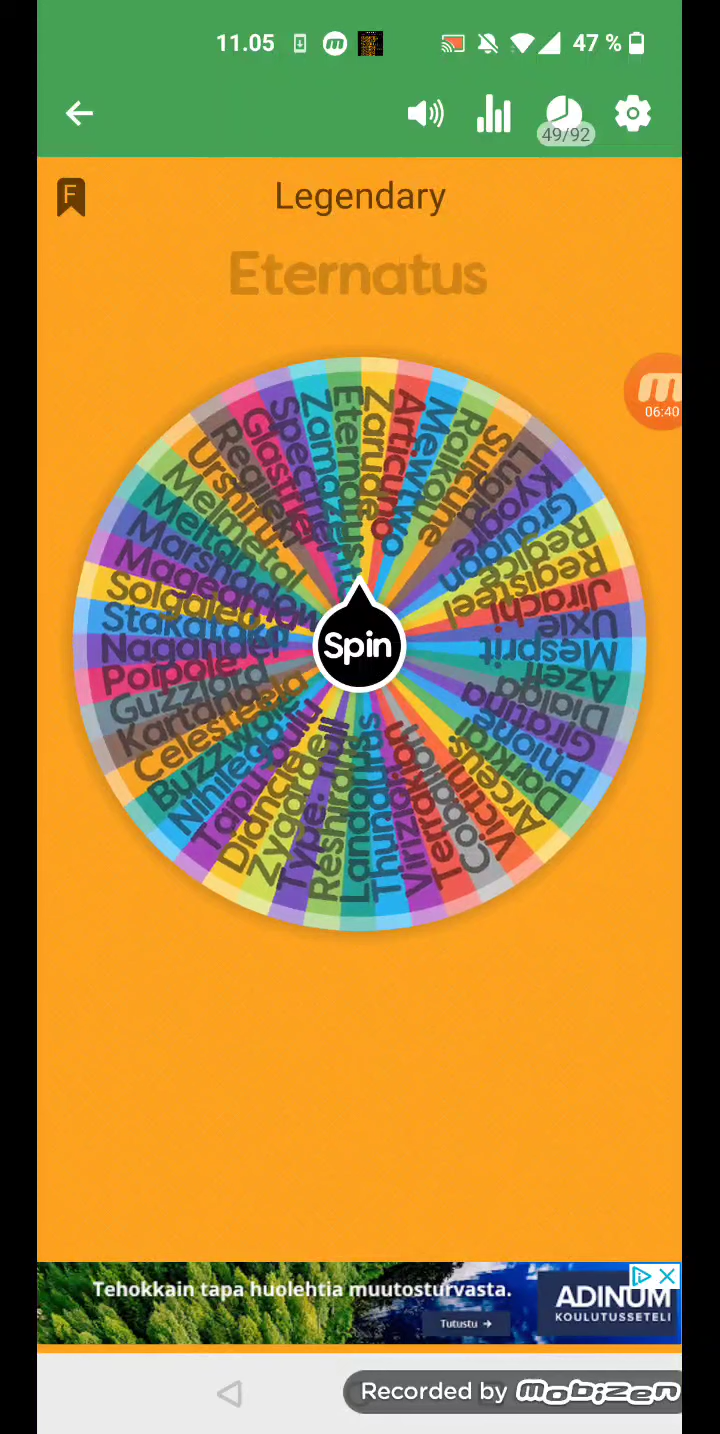 11.05
47 %
49/92
F
Legendary
Eternatus
Zarude
Articuno
Mewtwo
Raikou
Suicune
Lugia
Kyogre
Groudon
Regice
Registeel
Jirachi
Uxie
Mesprit
Azelf
Dialga
Giratina
Phione
Darkrai
Arceus
Victini
Cobalion
Terrakion
Virizion
Thundurus
Landorus
Reshiram
Type: Null
Zygarde
Diancie
Tapu
Nihilego
Buzzwole
Celesteela
Kartana
Guzzlord
Poipole
Naganadel
Stakataka
Solgaleo
Magearna
Marshadow
Meltan
Melmetal
Urshifu
Regieleki
Glastrier
Spectrier
Zamazenta
Eternatus
Spin
06:40
Tehokkain tapa huolehtia muutosturvasta.
Tutustu →
ADINUM
KOULUTUSSETELI
Recorded by mobizen